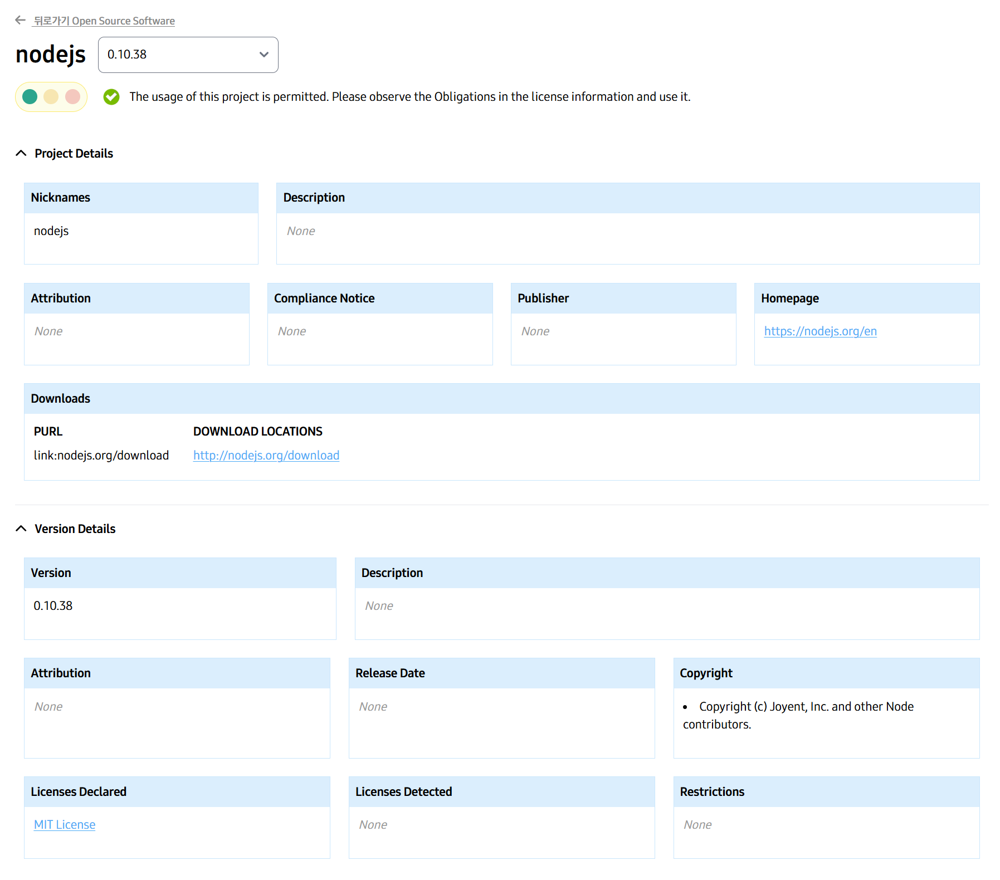 뒤로가기 Open Source Software
nodejs
0.10.38
The usage of this project is permitted. Please observe the Obligations in the license information and use it.
Project Details
Nicknames
Description
nodejs
None
Attribution
Compliance Notice
Publisher
Homepage
None
None
None
https://nodejs.org/en
Downloads
PURL
DOWNLOAD LOCATIONS
link:nodejs.org/download
http://nodejs.org/download
Version Details
Version
Description
0.10.38
None
Attribution
Release Date
Copyright
None
None
• Copyright (c) Joyent, Inc. and other Node
contributors.
Licenses Declared
Licenses Detected
Restrictions
MIT License
None
None